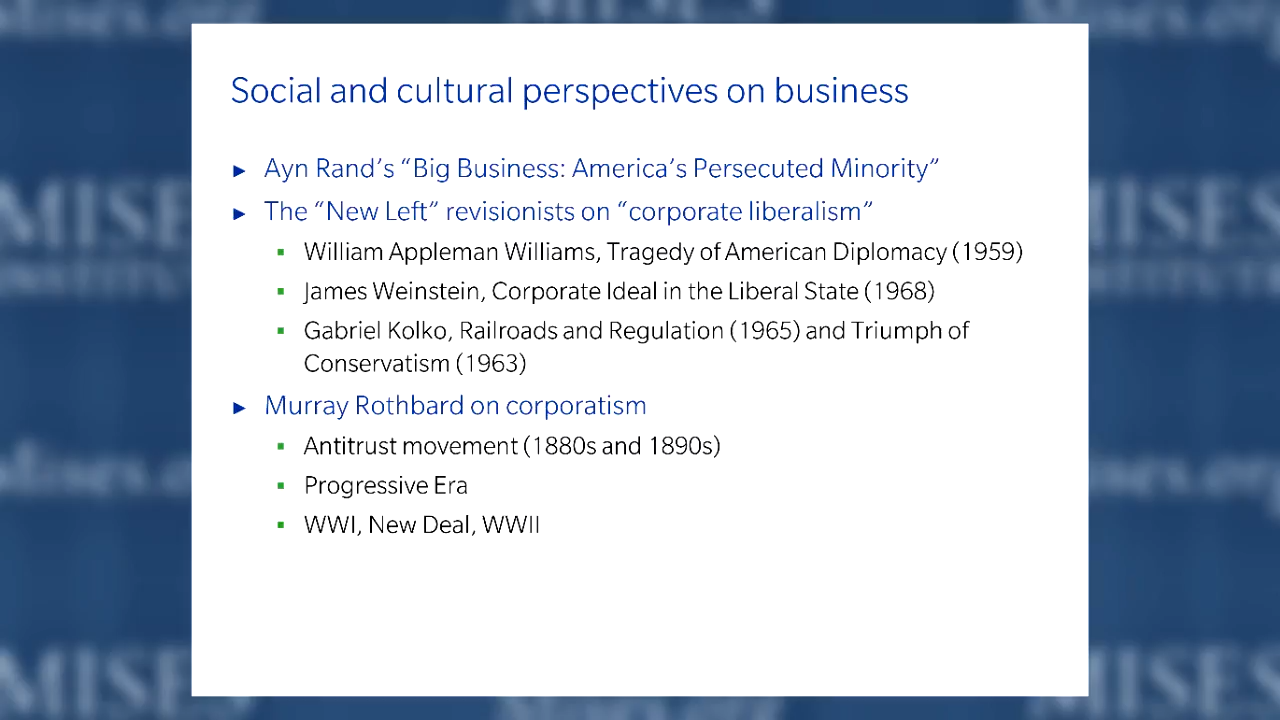 Social and cultural perspectives on business
► Ayn Rand's “Big Business: America's Persecuted Minority”
► The “New Left” revisionists on “corporate liberalism”
▪ William Appleman Williams, Tragedy of American Diplomacy (1959)
▪ James Weinstein, Corporate Ideal in the Liberal State (1968)
▪ Gabriel Kolko, Railroads and Regulation (1965) and Triumph of
Conservatism (1963)
► Murray Rothbard on corporatism
▪ Antitrust movement (1880s and 1890s)
▪ Progressive Era
▪ WWI, New Deal, WWII